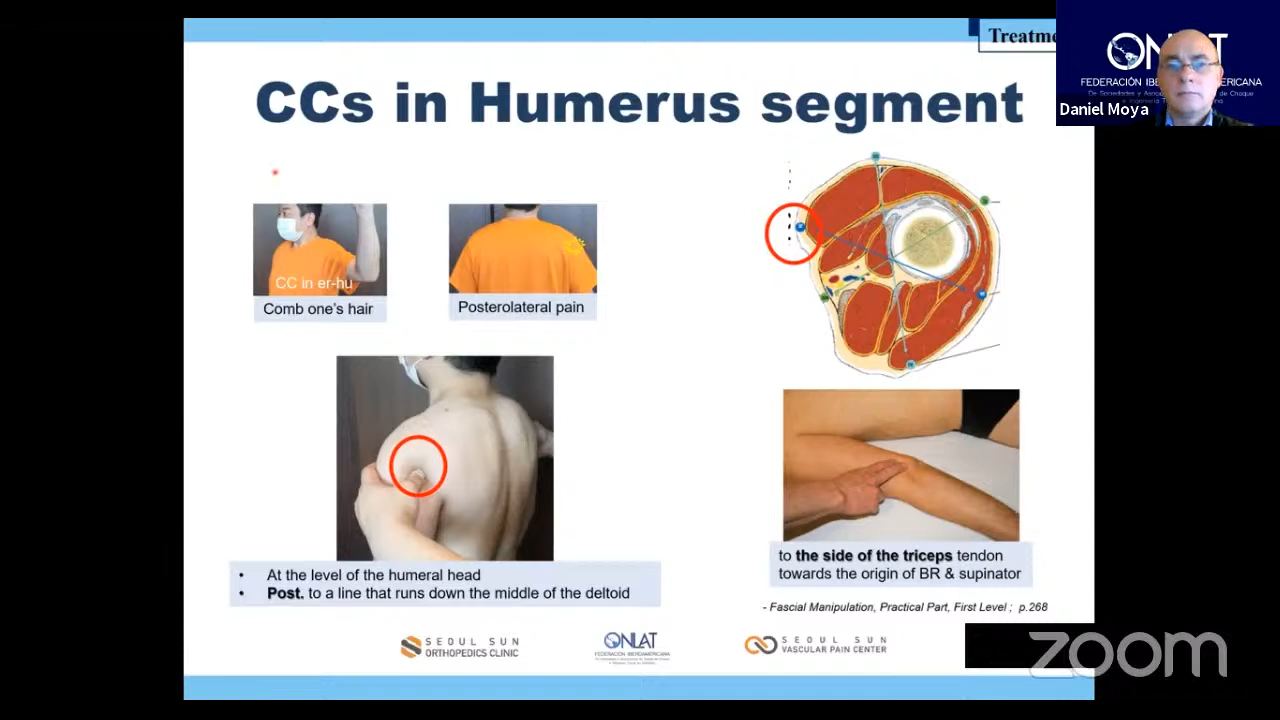 Treatme
CCs in Humerus segment
ONLAT
FEDERACIÓN IBEROAMERICANA
Daniel Moya
CC in er-hu
Comb one's hair
Posterolateral pain
• At the level of the humeral head
• Post. to a line that runs down the middle of the deltoid
to the side of the triceps tendon
towards the origin of BR & supinator
- Fascial Manipulation, Practical Part, First Level ; p.268
SEOUL SUN
ORTHOPEDICS CLINIC
ONLAT
FEDERACIÓN IBEROAMERICANA
SEOUL SUN
VASCULAR PAIN CENTER
zoom